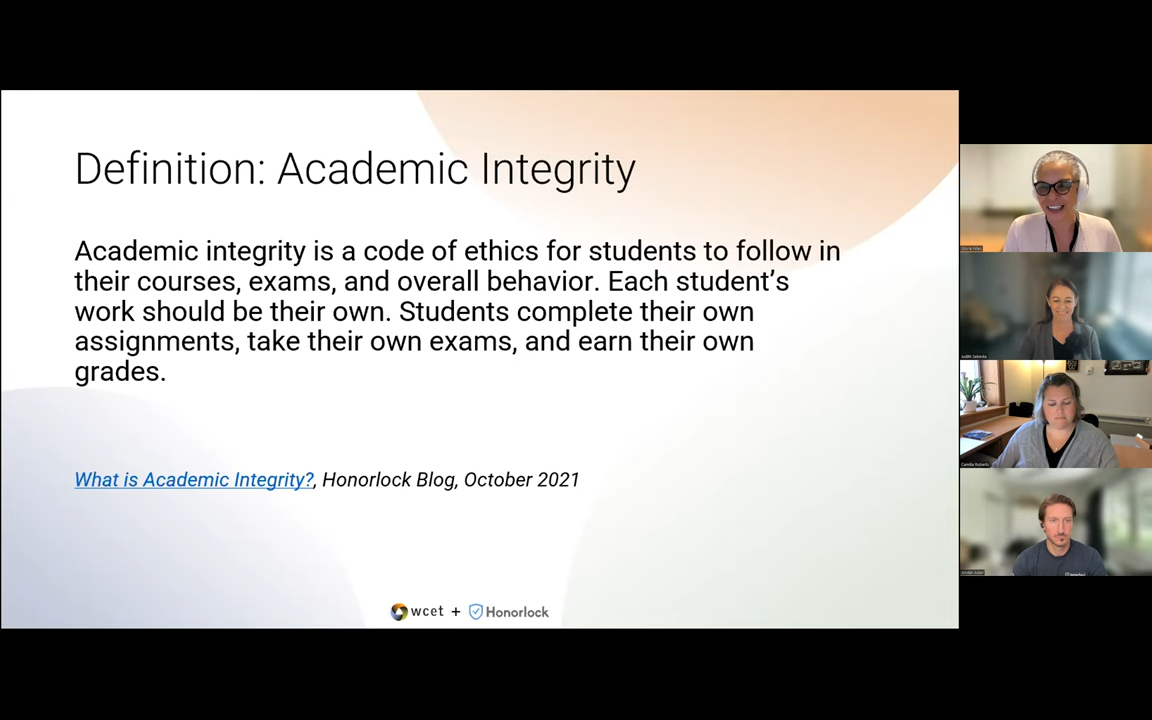 Definition: Academic Integrity
Academic integrity is a code of ethics for students to follow in
their courses, exams, and overall behavior. Each student’s
work should be their own. Students complete their own
assignments, take their own exams, and earn their own
grades.
What is Academic Integrity?, Honorlock Blog, October 2021
wcet + Honorlock
Camilla Roberts